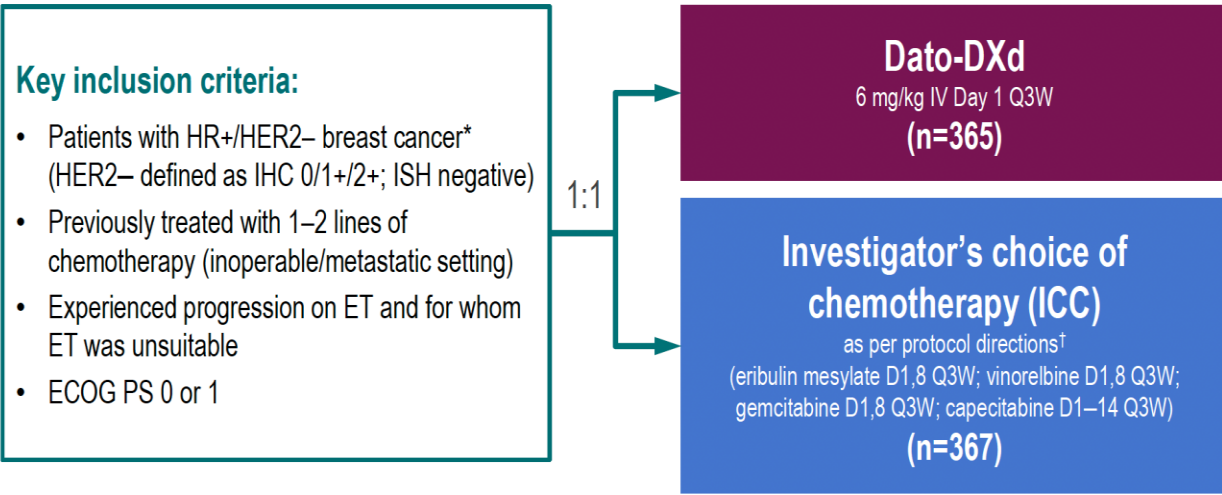 Key inclusion criteria:
• Patients with HR+/HER2– breast cancer*
(HER2– defined as IHC 0/1+/2+; ISH negative)
• Previously treated with 1–2 lines of
chemotherapy (inoperable/metastatic setting)
• Experienced progression on ET and for whom
ET was unsuitable
• ECOG PS 0 or 1
1:1
Dato-DXd
6 mg/kg IV Day 1 Q3W
(n=365)
Investigator’s choice of
chemotherapy (ICC)
as per protocol directions†
(eribulin mesylate D1,8 Q3W; vinorelbine D1,8 Q3W;
gemcitabine D1,8 Q3W; capecitabine D1–14 Q3W)
(n=367)